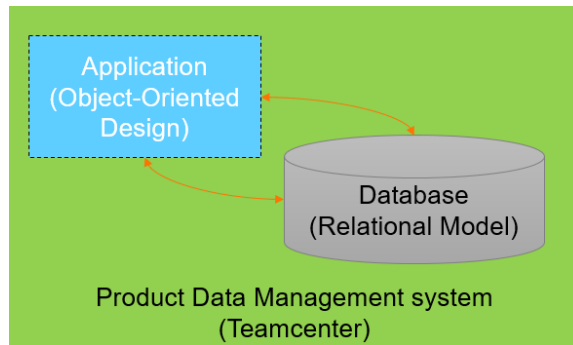 Application
(Object-Oriented
Design)
Database
(Relational Model)
Product Data Management system
(Teamcenter)